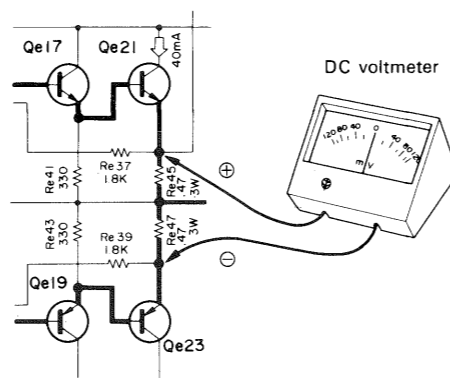 Qe17
Qe21
40mA
DC voltmeter
120 80 40 0 40 80 120
m V
Re37
1.8K
Re41
330
Re45
.47
3W
⊕
Re43
330
Re39
1.8K
Re47
.47
3W
⊖
Qe19
Qe23